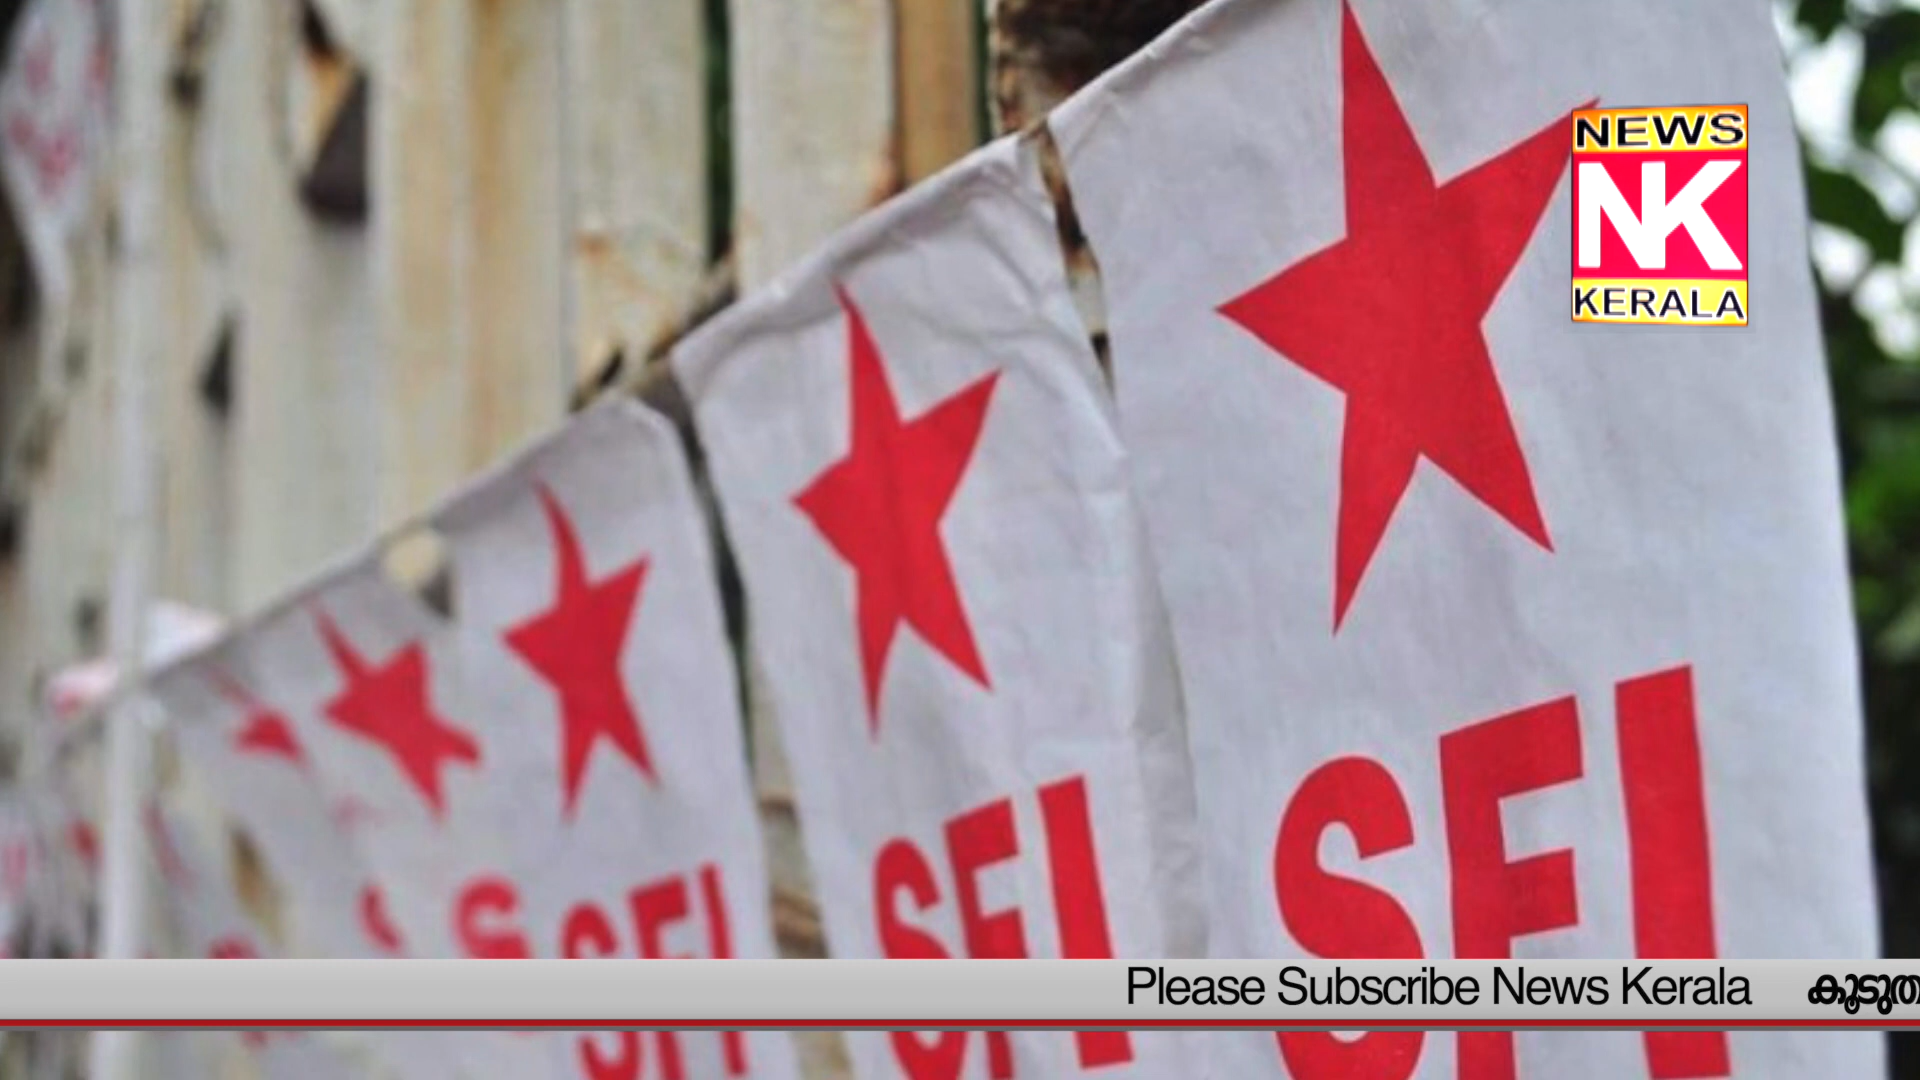 NEWS
NK
KERALA
SFI
SFI
SFI
Please Subscribe News Kerala